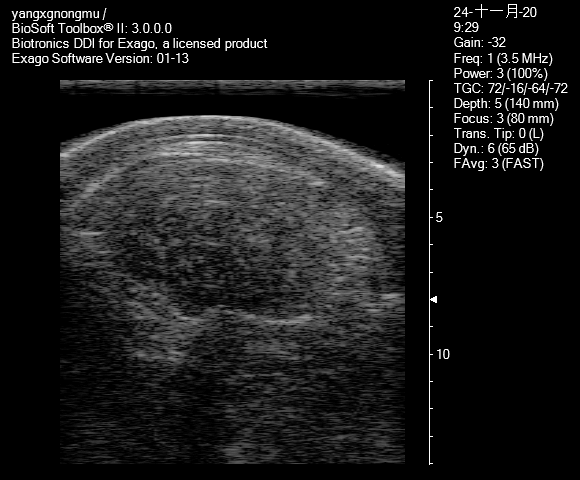 yangxgnongmu /
BioSoft Toolbox® II: 3.0.0.0
Biotronics DDI for Exago, a licensed product
Exago Software Version: 01-13
24-十一月-20
9:29
Gain: -32
Freq: 1 (3.5 MHz)
Power: 3 (100%)
TGC: 72/-16/-64/-72
Depth: 5 (140 mm)
Focus: 3 (80 mm)
Trans. Tip: 0 (L)
Dyn.: 6 (65 dB)
FAvg: 3 (FAST)
5
10